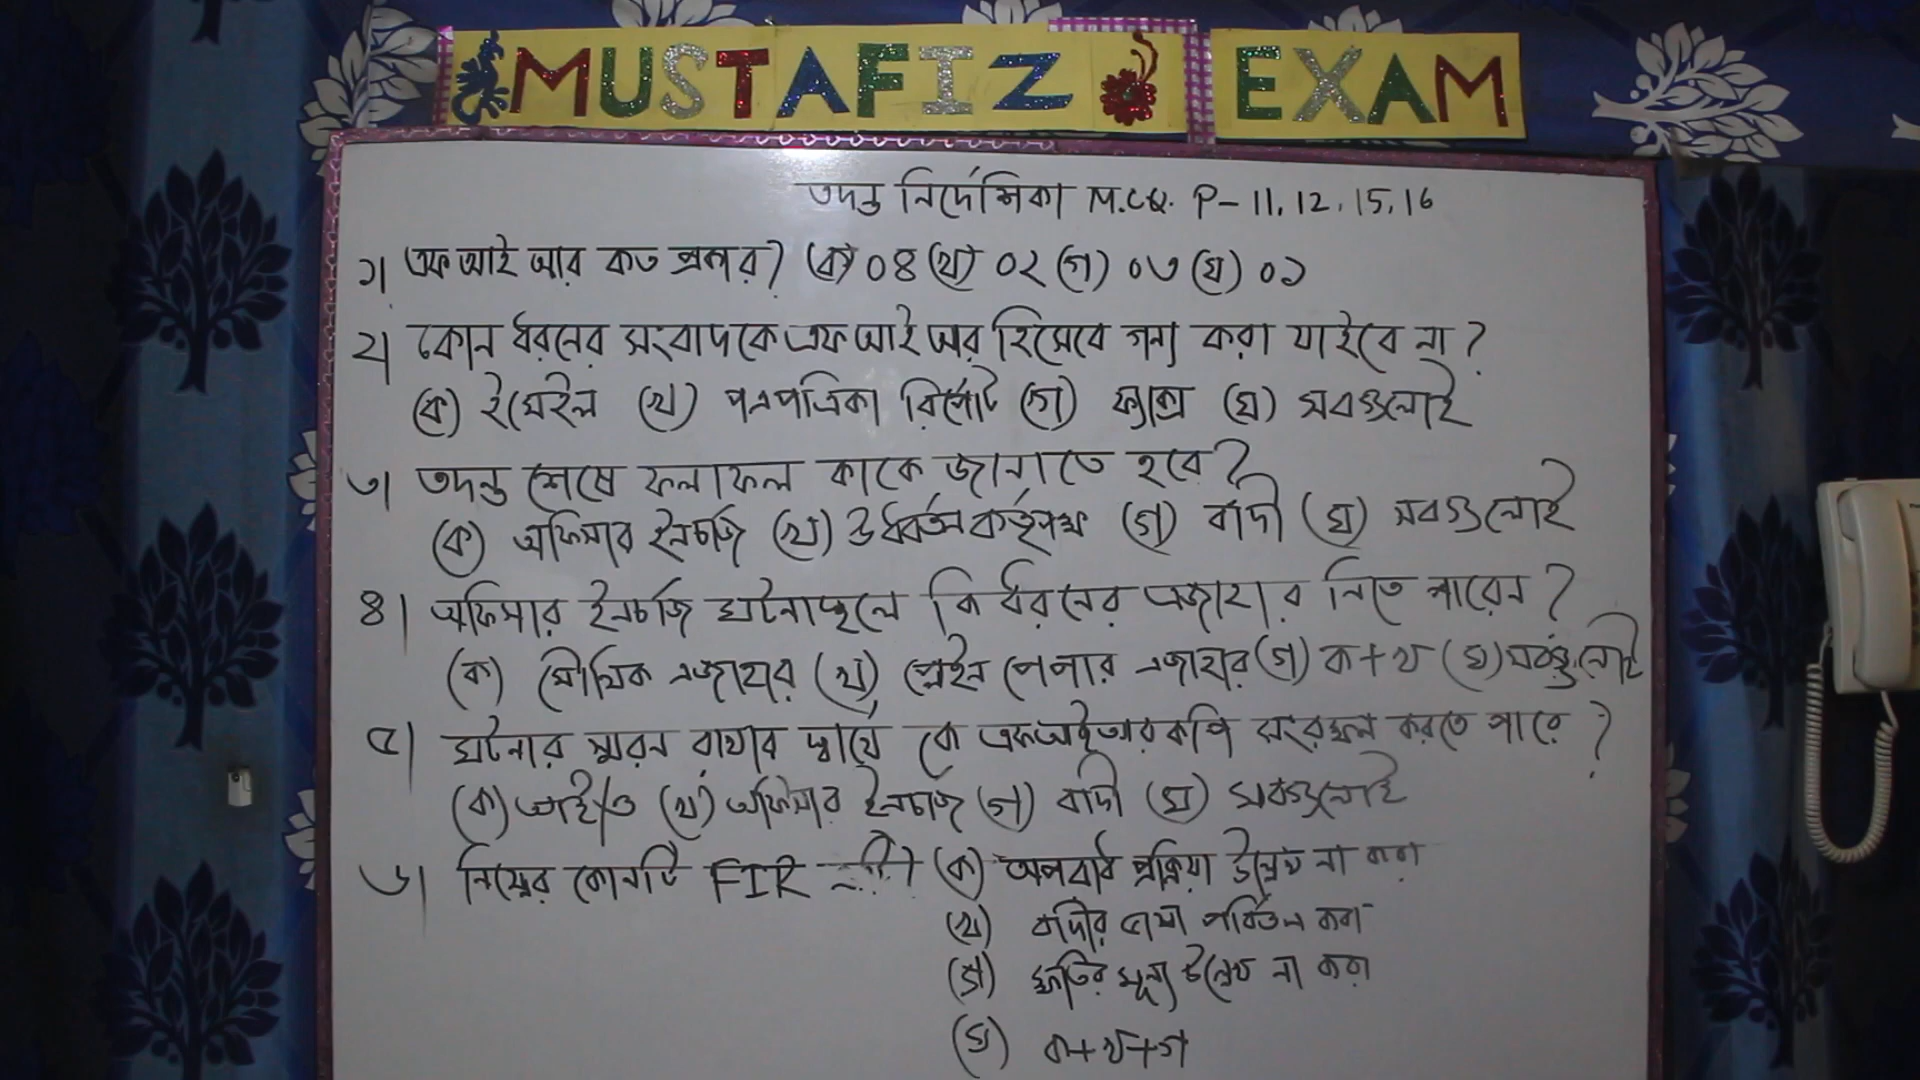 MUSTAFIZ EXAM
তদন্ত নির্দেশিকা M.C.Q. P- 11, 12, 15, 16
১। এফ আই আর কত প্রকার? (ক) ০৪ (খ) ০২ (গ) ০৩ (ঘ) ০১
২। কোন ধরনের সংবাদকে এফ আই আর হিসেবে গন্য করা যাইবে না?
(ক) ইমেইল (খ) পত্রপত্রিকা রিপোর্ট (গ) ফ্যাক্স (ঘ) সবগুলোই
৩। তদন্ত শেষে ফলাফল কাকে জানাতে হবে?
(ক) অফিসার ইনচার্জ (খ) উর্ধ্বতন কর্তৃপক্ষ (গ) বাদী (ঘ) সবগুলোই
৪। অফিসার ইনচার্জ ঘটনাস্থলে কি ধরনের এজাহার নিতে পারেন?
(ক) মৌখিক এজাহার (খ) প্লেইন পেপার এজাহার (গ) ক+খ (ঘ) সবগুলোই
৫। ঘটনার স্মরন রাখার স্বার্থে কে এফআইআর কপি সংরক্ষন করতে পারে?
(ক) আই/ও (খ) অফিসার ইনচার্জ (গ) বাদী (ঘ) সবগুলোই
৬। নিম্নের কোনটি FIR (ক) অপরাধ প্রক্রিয়া উল্লেখ না করা
(খ) বাদীর ভাষা পরিবর্তন করা
(গ) ক্ষতির মূল্য উল্লেখ না করা
(ঘ) ক+খ+গ